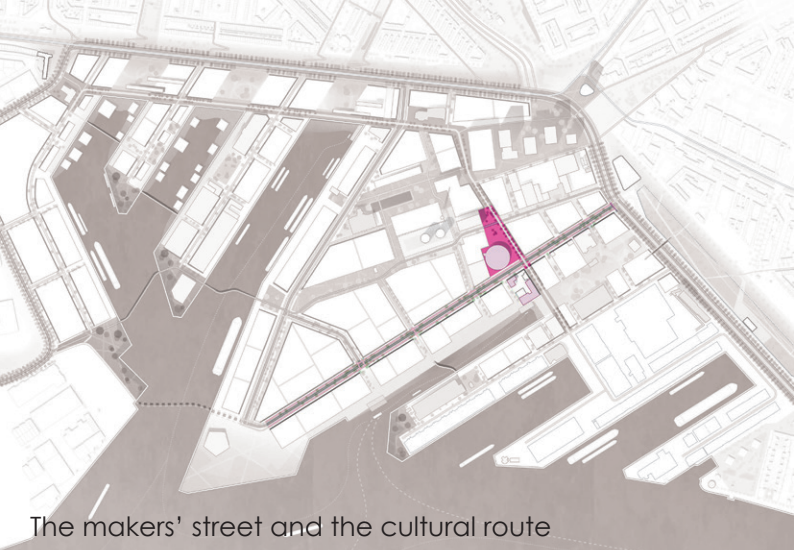 The makers’ street and the cultural route